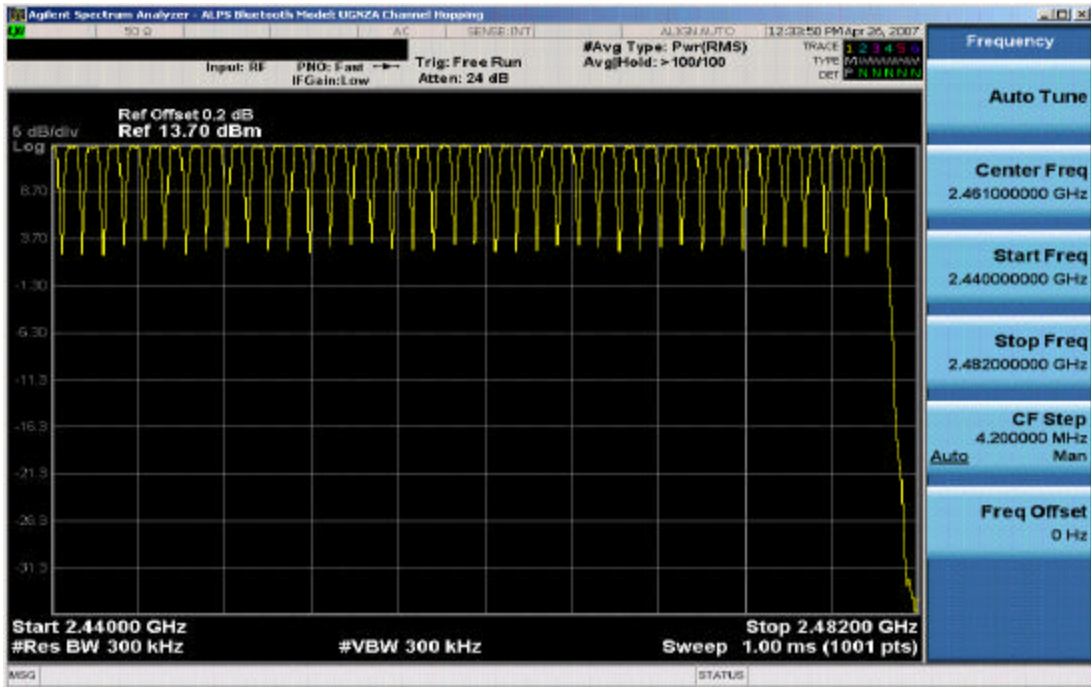 Agilent Spectrum Analyzer - ALPS Bluetooth Model: UGNZA Channel Hopping
50 Ω AC SENSE:INT ALIGN AUTO 12:33:50 PM Apr 26, 2007
Input: RF PNO: Fast Trig: Free Run #Avg Type: Pwr(RMS) TRACE 1 2 3 4 5 6
IFGain:Low Atten: 24 dB Avg|Hold: >100/100 TYPE M
DET P N N N N N
Ref Offset 0.2 dB
5 dB/div Ref 13.70 dBm
Log
8.70
3.70
-1.30
-6.30
-11.3
-16.3
-21.3
-26.3
-31.3
Start 2.44000 GHz Stop 2.48200 GHz
#Res BW 300 kHz #VBW 300 kHz Sweep 1.00 ms (1001 pts)
MSG STATUS
Frequency
Auto Tune
Center Freq
2.461000000 GHz
Start Freq
2.440000000 GHz
Stop Freq
2.482000000 GHz
CF Step
4.200000 MHz
Auto Man
Freq Offset
0 Hz